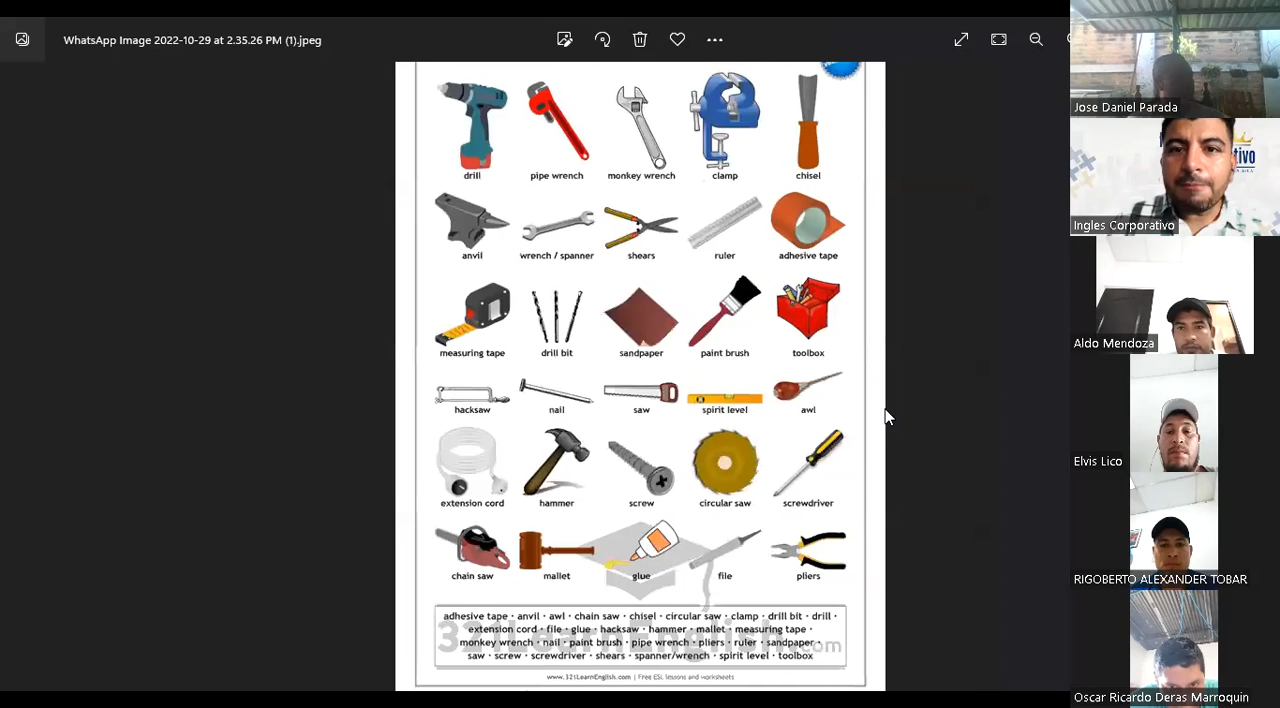 WhatsApp Image 2022-10-29 at 2.35.26 PM (1).jpeg
drill pipe wrench monkey wrench clamp chisel
anvil wrench / spanner shears ruler adhesive tape
measuring tape drill bit sandpaper paint brush toolbox
hacksaw nail saw spirit level awl
extension cord hammer screw circular saw screwdriver
chain saw mallet glue file pliers
adhesive tape · anvil · awl · chain saw · chisel · circular saw · clamp · drill bit · drill ·
extension cord · file · glue · hacksaw · hammer · mallet · measuring tape ·
monkey wrench · nail · paint brush · pipe wrench · pliers · ruler · sandpaper ·
saw · screw · screwdriver · shears · spanner/wrench · spirit level · toolbox
321LearnEnglish.com
www.321LearnEnglish.com | Free ESL lessons and worksheets
Jose Daniel Parada
Ingles Corporativo
Aldo Mendoza
Elvis Lico
RIGOBERTO ALEXANDER TOBAR
Oscar Ricardo Deras Marroquin